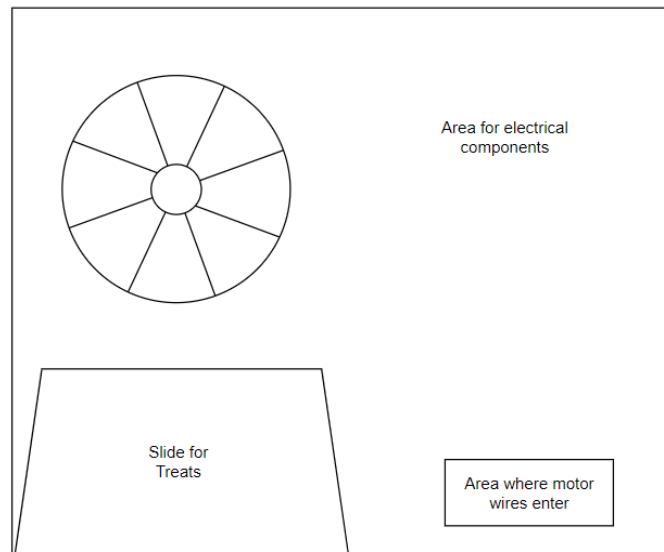 Area for electrical
components
Slide for
Treats
Area where motor
wires enter